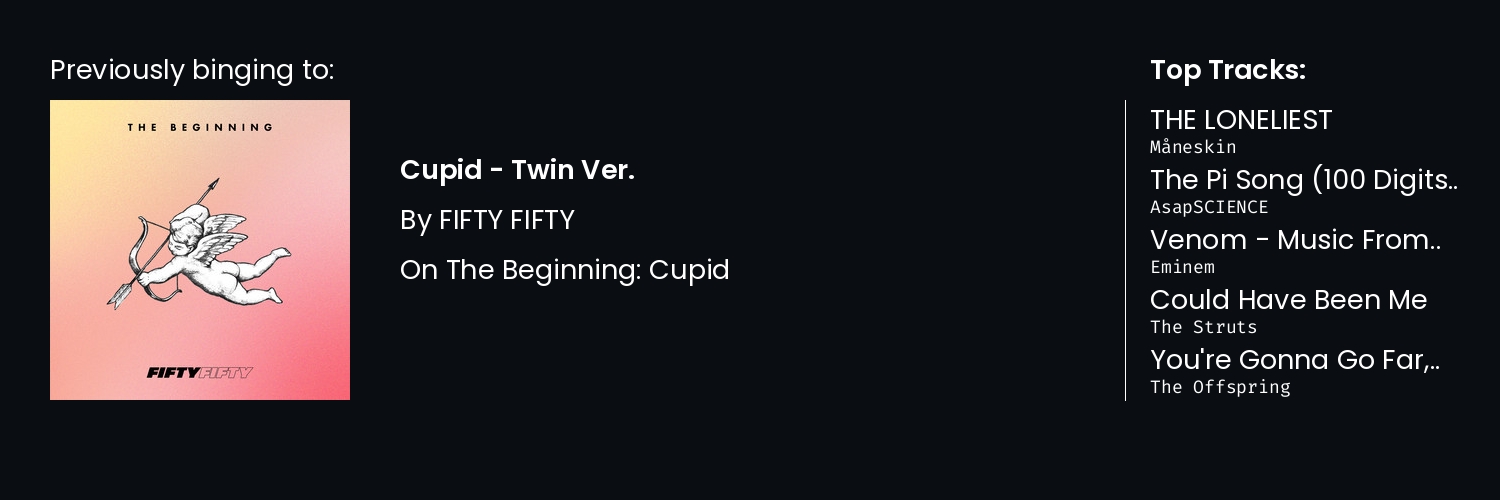 Previously binging to:
THE BEGINNING
FIFTYFIFTY
Cupid - Twin Ver.
By FIFTY FIFTY
On The Beginning: Cupid
Top Tracks:
THE LONELIEST
Måneskin
The Pi Song (100 Digits..
AsapSCIENCE
Venom - Music From..
Eminem
Could Have Been Me
The Struts
You're Gonna Go Far,..
The Offspring